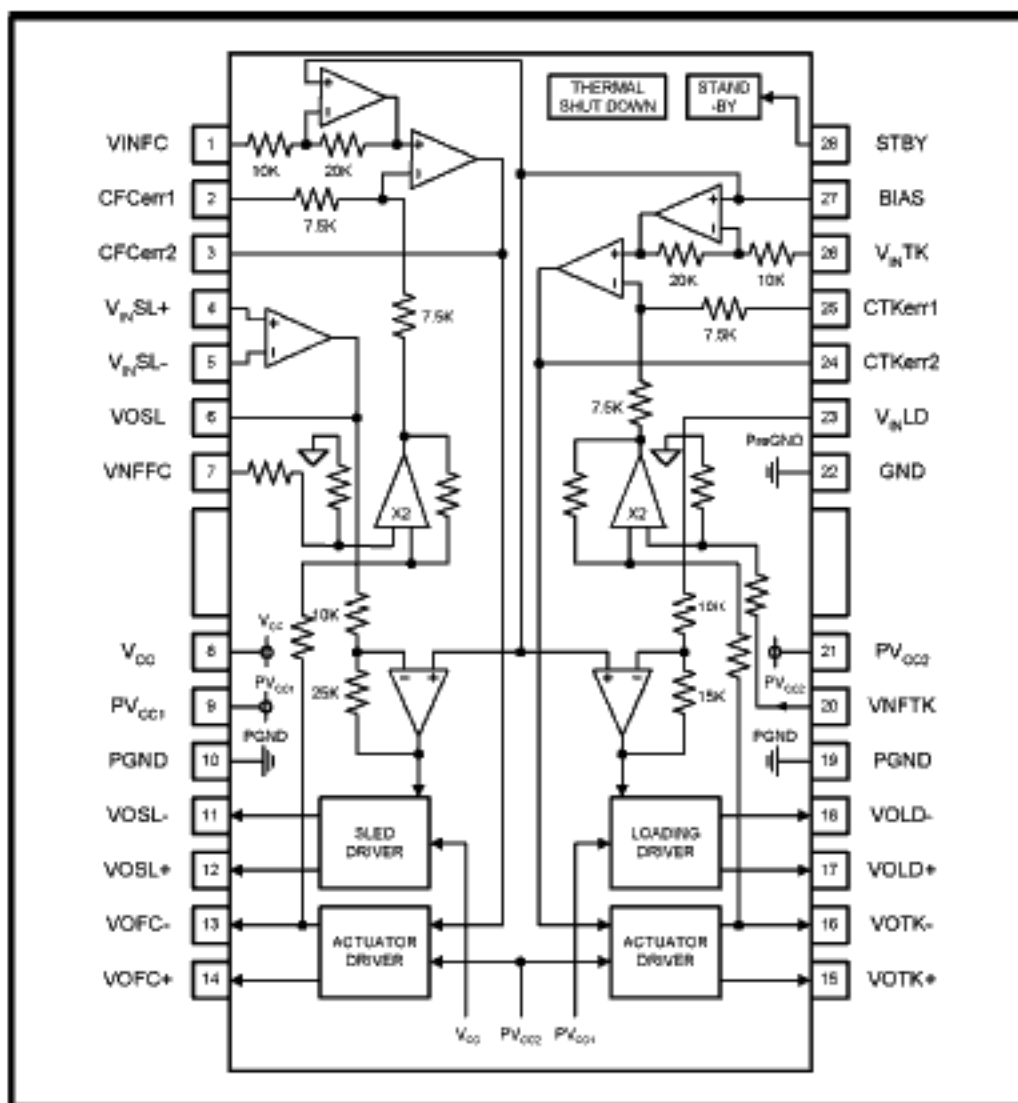 THERMAL
SHUT DOWN
STAND
-BY
VINFC 1
10K
20K
CFCerr1 2
7.5K
CFCerr2 3
VINSL+ 4
7.5K
VINSL- 5
VOSL 6
VNFFC 7
X2
10K
VCC 8
VCC
25K
PVCC1 9
PVCC1
PGND 10
PGND
VOSL- 11
VOSL+ 12
SLED
DRIVER
VOFC- 13
VOFC+ 14
ACTUATOR
DRIVER
VCC
PVCC2
PVCC1
28 STBY
27 BIAS
26 VINTK
20K
10K
25 CTKerr1
7.5K
24 CTKerr2
7.5K
23 VINLD
PreGND
22 GND
X2
10K
21 PVCC2
PVCC2
15K
20 VNFTK
PGND
19 PGND
18 VOLD-
17 VOLD+
LOADING
DRIVER
16 VOTK-
15 VOTK+
ACTUATOR
DRIVER